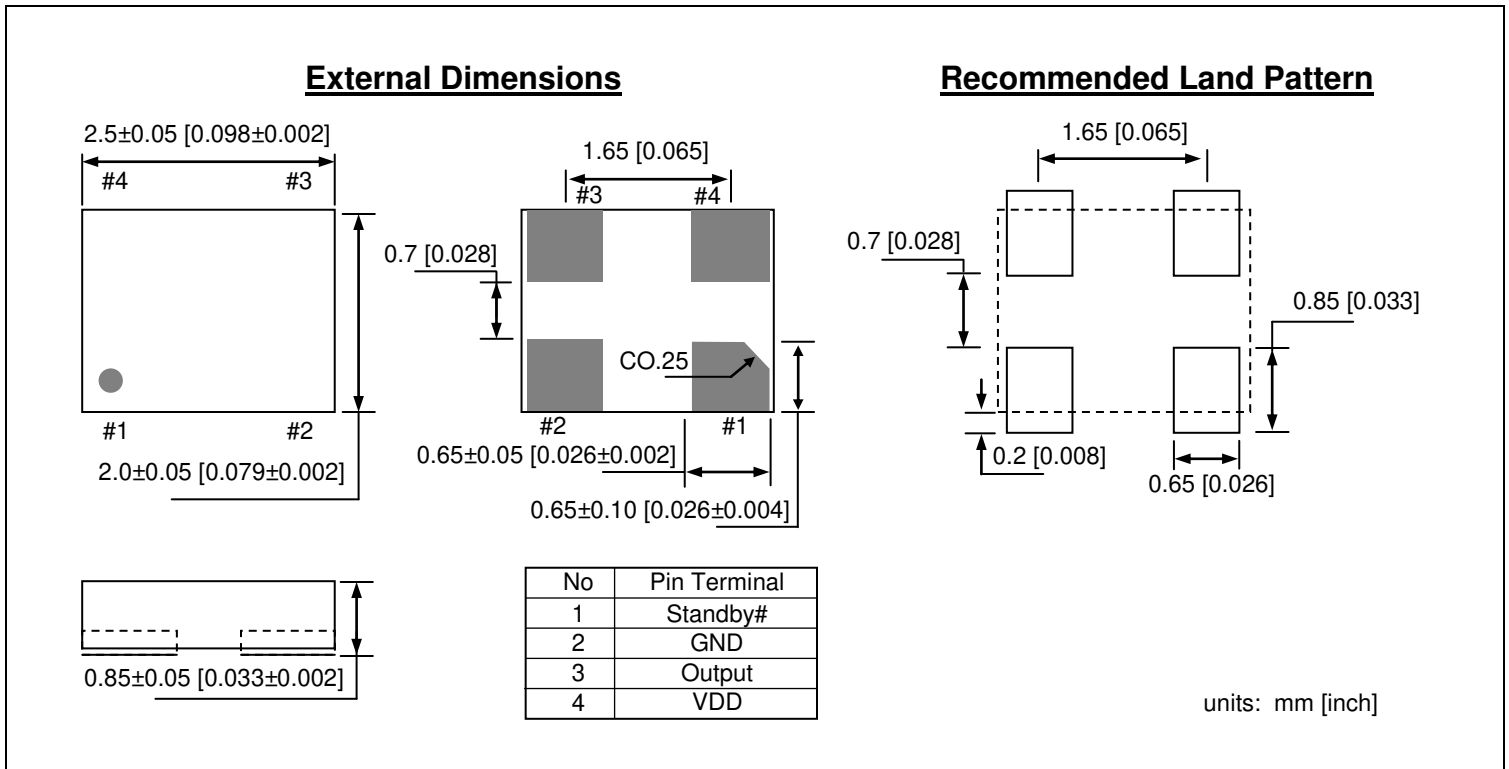 External Dimensions
2.5±0.05 [0.098±0.002]
#4 #3
#1 #2
2.0±0.05 [0.079±0.002]
1.65 [0.065]
#3 #4
0.7 [0.028]
CO.25
#2 #1
0.65±0.05 [0.026±0.002]
0.65±0.10 [0.026±0.004]
Recommended Land Pattern
1.65 [0.065]
0.7 [0.028]
0.85 [0.033]
0.2 [0.008]
0.65 [0.026]
0.85±0.05 [0.033±0.002]
No Pin Terminal
1 Standby#
2 GND
3 Output
4 VDD
units: mm [inch]